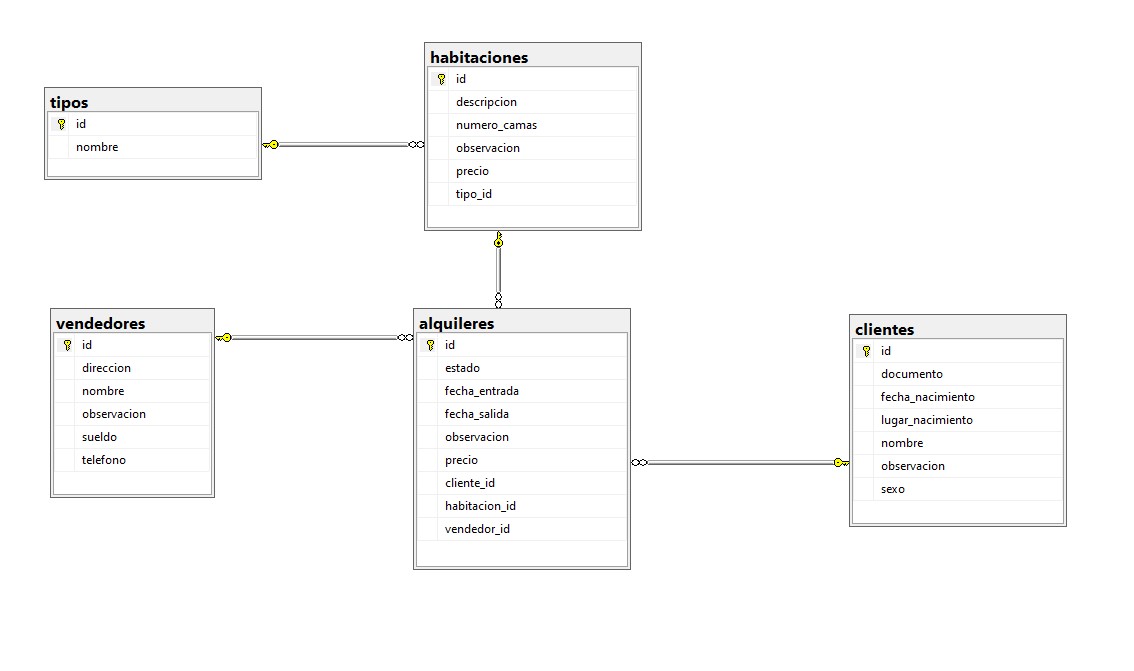 habitaciones
id
descripcion
numero_camas
observacion
precio
tipo_id
tipos
id
nombre
vendedores
id
direccion
nombre
observacion
sueldo
telefono
alquileres
id
estado
fecha_entrada
fecha_salida
observacion
precio
cliente_id
habitacion_id
vendedor_id
clientes
id
documento
fecha_nacimiento
lugar_nacimiento
nombre
observacion
sexo